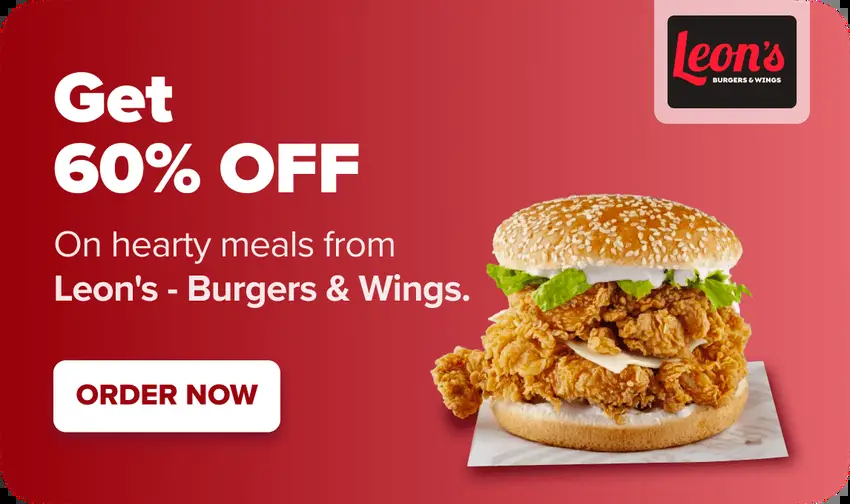 Get
60% OFF
On hearty meals from
Leon's - Burgers & Wings.
ORDER NOW
Leon's
BURGERS & WINGS